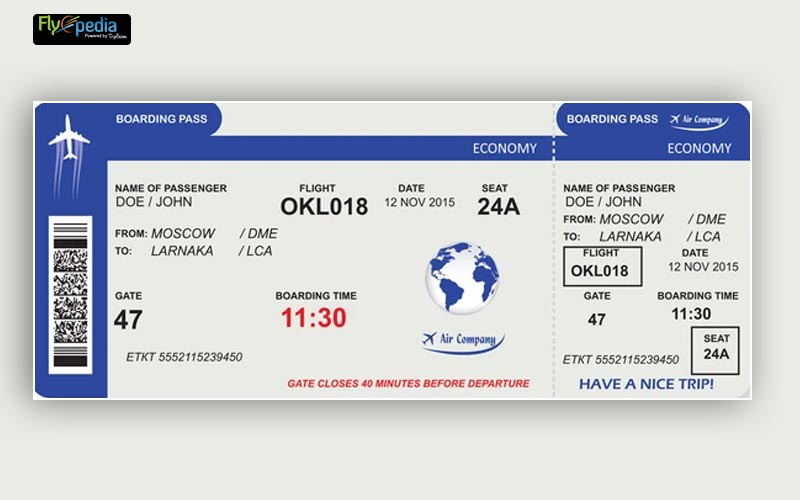 FlyOpedia
Powered by
BOARDING PASS
ECONOMY
NAME OF PASSENGER
DOE / JOHN
FLIGHT
OKL018
DATE
12 NOV 2015
SEAT
24A
FROM: MOSCOW / DME
TO: LARNAKA / LCA
GATE
47
BOARDING TIME
11:30
Air Company
ETKT 5552115239450
GATE CLOSES 40 MINUTES BEFORE DEPARTURE
BOARDING PASS Air Company
ECONOMY
NAME OF PASSENGER
DOE / JOHN
FROM: MOSCOW / DME
TO: LARNAKA / LCA
FLIGHT
OKL018
DATE
12 NOV 2015
GATE
47
BOARDING TIME
11:30
SEAT
24A
ETKT 5552115239450
HAVE A NICE TRIP!